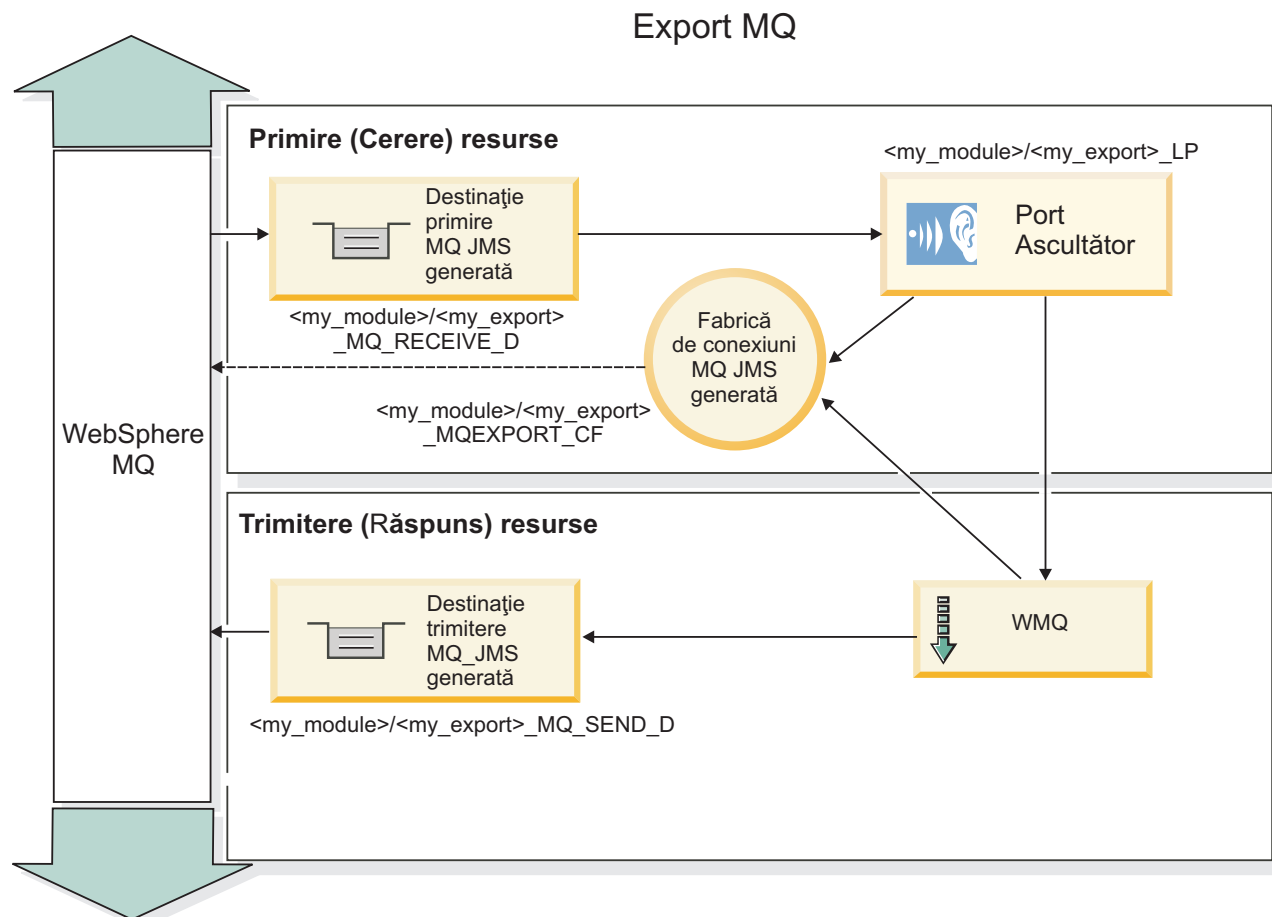 Export MQ
Primire (Cerere) resurse
<my_module>/<my_export>_LP
Destinaţie
primire
MQ JMS
generată
Port
Ascultător
<my_module>/<my_export>
_MQ_RECEIVE_D
Fabrică
de conexiuni
MQ JMS
generată
<my_module>/<my_export>
_MQEXPORT_CF
WebSphere
MQ
Trimitere (Răspuns) resurse
Destinaţie
trimitere
MQ_JMS
generată
WMQ
<my_module>/<my_export>_MQ_SEND_D